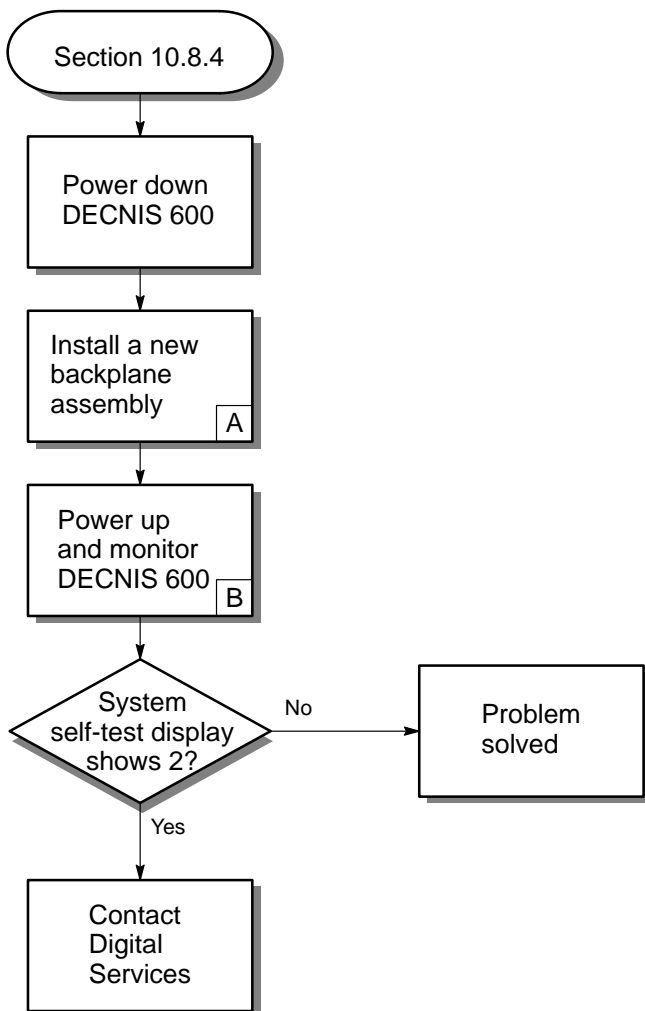 Section 10.8.4
Power down
DECNIS 600
Install a new
backplane
assembly
A
Power up
and monitor
DECNIS 600
B
System
self-test display
shows 2?
No
Problem
solved
Yes
Contact
Digital
Services